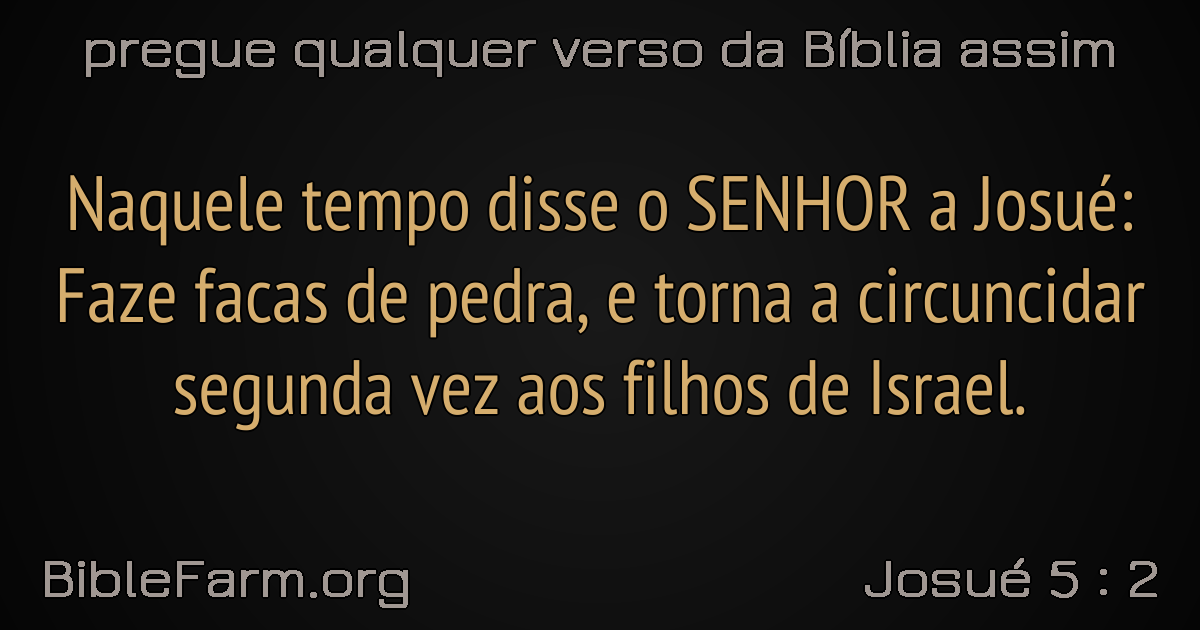 pregue qualquer verso da Bíblia assim
Naquele tempo disse o SENHOR a Josué:
Faze facas de pedra, e torna a circuncidar
segunda vez aos filhos de Israel.
BibleFarm.org
Josué 5 : 2